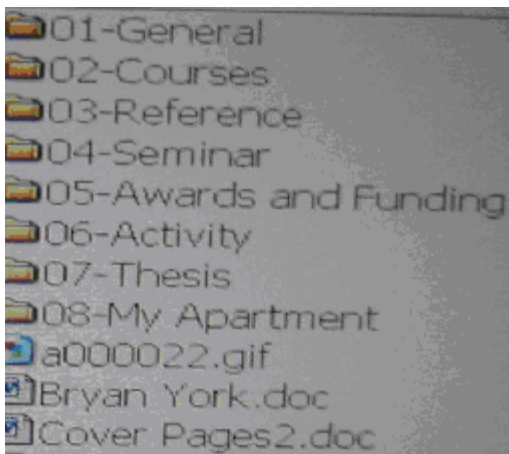 01-General
02-Courses
03-Reference
04-Seminar
05-Awards and Funding
06-Activity
07-Thesis
08-My Apartment
a000022.gif
Bryan York.doc
Cover Pages2.doc